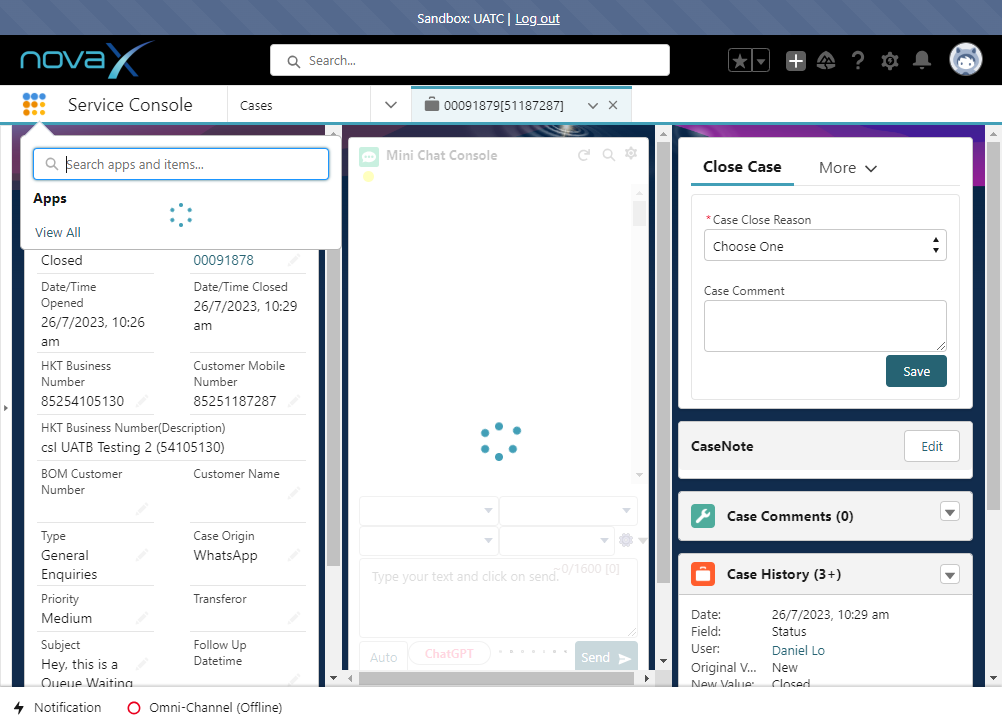 Sandbox: UATC | Log out
novaX
Search...
Service Console
Cases
00091879[51187287]
Search apps and items...
Apps
View All
Closed
00091878
Date/Time Opened
26/7/2023, 10:26 am
Date/Time Closed
26/7/2023, 10:29 am
HKT Business Number
85254105130
Customer Mobile Number
85251187287
HKT Business Number(Description)
csl UATB Testing 2 (54105130)
BOM Customer Number
Customer Name
Type
General Enquiries
Case Origin
WhatsApp
Priority
Medium
Transferor
Subject
Hey, this is a
Queue Waiting
Follow Up Datetime
Mini Chat Console
Type your text and click on send.
~0/1600 [0]
Auto
ChatGPT
Send
Close Case
More
*Case Close Reason
Choose One
Case Comment
Save
CaseNote
Edit
Case Comments (0)
Case History (3+)
Date:
26/7/2023, 10:29 am
Field:
Status
User:
Daniel Lo
Original V...
New
New Value:
Closed
Notification
Omni-Channel (Offline)